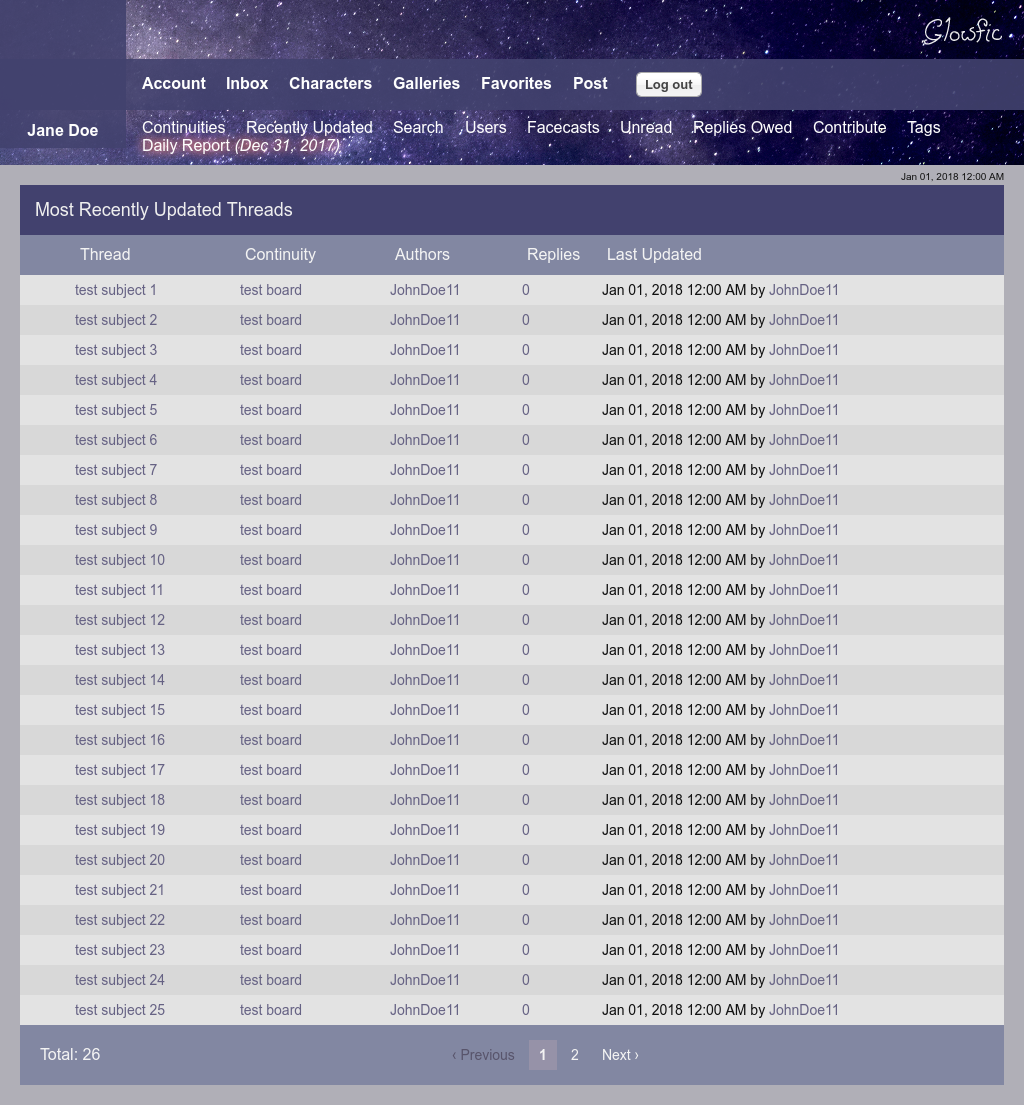 Glowfic
Account Inbox Characters Galleries Favorites Post Log out
Jane Doe
Continuities Recently Updated Search Users Facecasts Unread Replies Owed Contribute Tags
Daily Report (Dec 31, 2017)
Jan 01, 2018 12:00 AM
Most Recently Updated Threads
Thread Continuity Authors Replies Last Updated
test subject 1 test board JohnDoe11 0 Jan 01, 2018 12:00 AM by JohnDoe11
test subject 2 test board JohnDoe11 0 Jan 01, 2018 12:00 AM by JohnDoe11
test subject 3 test board JohnDoe11 0 Jan 01, 2018 12:00 AM by JohnDoe11
test subject 4 test board JohnDoe11 0 Jan 01, 2018 12:00 AM by JohnDoe11
test subject 5 test board JohnDoe11 0 Jan 01, 2018 12:00 AM by JohnDoe11
test subject 6 test board JohnDoe11 0 Jan 01, 2018 12:00 AM by JohnDoe11
test subject 7 test board JohnDoe11 0 Jan 01, 2018 12:00 AM by JohnDoe11
test subject 8 test board JohnDoe11 0 Jan 01, 2018 12:00 AM by JohnDoe11
test subject 9 test board JohnDoe11 0 Jan 01, 2018 12:00 AM by JohnDoe11
test subject 10 test board JohnDoe11 0 Jan 01, 2018 12:00 AM by JohnDoe11
test subject 11 test board JohnDoe11 0 Jan 01, 2018 12:00 AM by JohnDoe11
test subject 12 test board JohnDoe11 0 Jan 01, 2018 12:00 AM by JohnDoe11
test subject 13 test board JohnDoe11 0 Jan 01, 2018 12:00 AM by JohnDoe11
test subject 14 test board JohnDoe11 0 Jan 01, 2018 12:00 AM by JohnDoe11
test subject 15 test board JohnDoe11 0 Jan 01, 2018 12:00 AM by JohnDoe11
test subject 16 test board JohnDoe11 0 Jan 01, 2018 12:00 AM by JohnDoe11
test subject 17 test board JohnDoe11 0 Jan 01, 2018 12:00 AM by JohnDoe11
test subject 18 test board JohnDoe11 0 Jan 01, 2018 12:00 AM by JohnDoe11
test subject 19 test board JohnDoe11 0 Jan 01, 2018 12:00 AM by JohnDoe11
test subject 20 test board JohnDoe11 0 Jan 01, 2018 12:00 AM by JohnDoe11
test subject 21 test board JohnDoe11 0 Jan 01, 2018 12:00 AM by JohnDoe11
test subject 22 test board JohnDoe11 0 Jan 01, 2018 12:00 AM by JohnDoe11
test subject 23 test board JohnDoe11 0 Jan 01, 2018 12:00 AM by JohnDoe11
test subject 24 test board JohnDoe11 0 Jan 01, 2018 12:00 AM by JohnDoe11
test subject 25 test board JohnDoe11 0 Jan 01, 2018 12:00 AM by JohnDoe11
Total: 26 ‹ Previous 1 2 Next ›